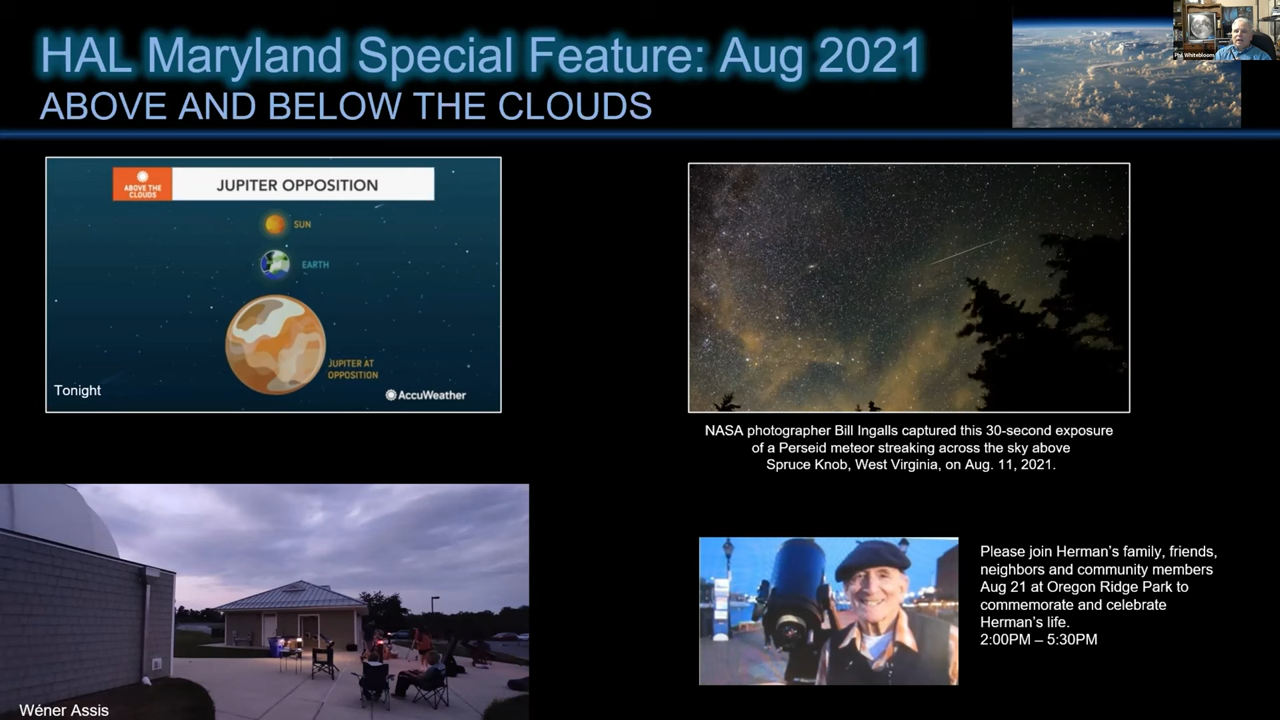 HAL Maryland Special Feature: Aug 2021
ABOVE AND BELOW THE CLOUDS
Phil Whitebloom
ABOVE THE
CLOUDS
JUPITER OPPOSITION
SUN
EARTH
JUPITER AT
OPPOSITION
Tonight
AccuWeather
NASA photographer Bill Ingalls captured this 30-second exposure
of a Perseid meteor streaking across the sky above
Spruce Knob, West Virginia, on Aug. 11, 2021.
Wéner Assis
Please join Herman's family, friends,
neighbors and community members
Aug 21 at Oregon Ridge Park to
commemorate and celebrate
Herman's life.
2:00PM – 5:30PM